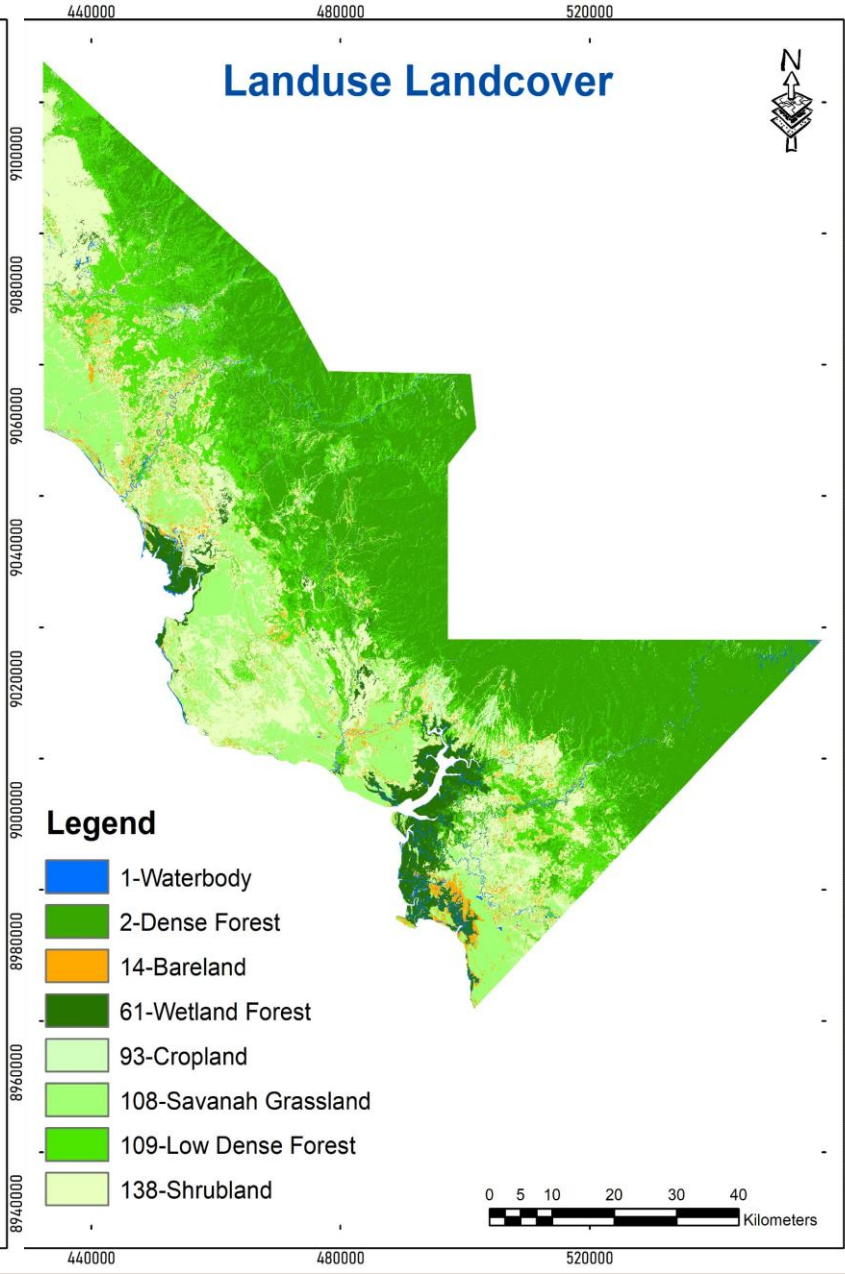 440000 480000 520000
Landuse Landcover
N
9100000
9080000
9060000
9040000
9020000
9000000
8980000
8960000
8940000
Legend
1-Waterbody
2-Dense Forest
14-Bareland
61-Wetland Forest
93-Cropland
108-Savanah Grassland
109-Low Dense Forest
138-Shrubland
0 5 10 20 30 40
Kilometers
440000 480000 520000